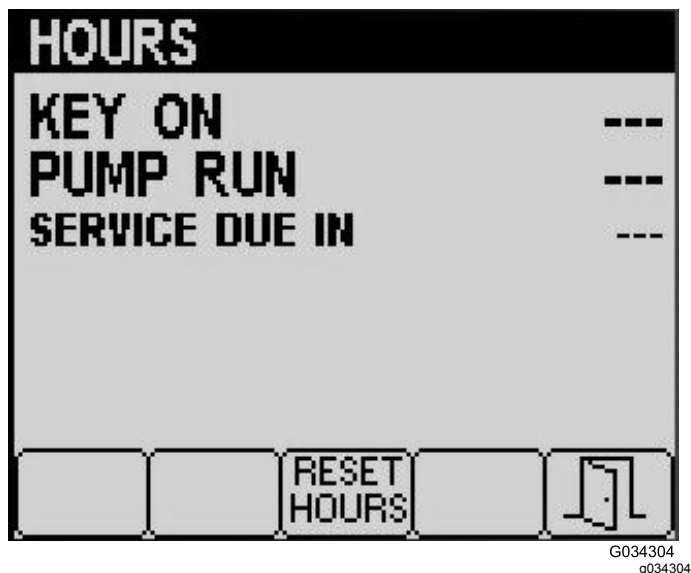 HOURS
KEY ON ---
PUMP RUN ---
SERVICE DUE IN ---
RESET
HOURS
G034304
g034304